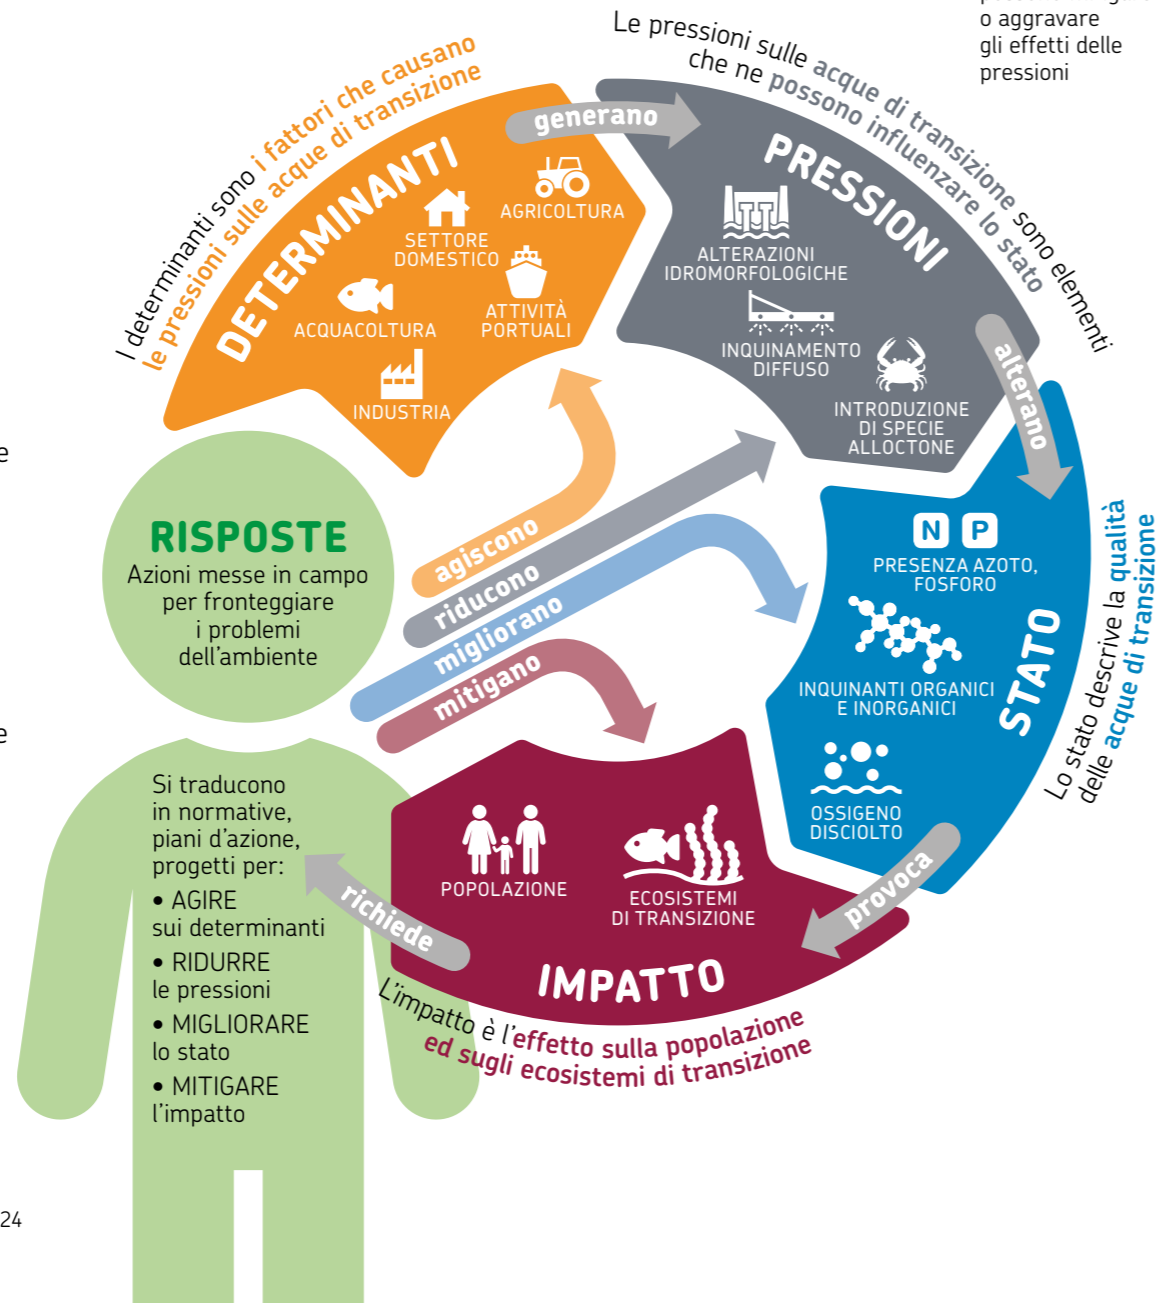 o aggravare
gli effetti delle
pressioni
I determinanti sono i fattori che causano
le pressioni sulle acque di transizione
DETERMINANTI
AGRICOLTURA
SETTORE
DOMESTICO
ATTIVITÀ
PORTUALI
ACQUACOLTURA
INDUSTRIA
generano
Le pressioni sulle acque di transizione sono elementi
che ne possono influenzare lo stato
PRESSIONI
ALTERAZIONI
IDROMORFOLOGICHE
INQUINAMENTO
DIFFUSO
INTRODUZIONE
DI SPECIE
ALLOCTONE
alterano
STATO
N P
PRESENZA AZOTO,
FOSFORO
INQUINANTI ORGANICI
E INORGANICI
OSSIGENO
DISCIOLTO
Lo stato descrive la qualità
delle acque di transizione
provoca
IMPATTO
POPOLAZIONE
ECOSISTEMI
DI TRANSIZIONE
L'impatto è l'effetto sulla popolazione
ed sugli ecosistemi di transizione
richiede
RISPOSTE
Azioni messe in campo
per fronteggiare
i problemi
dell'ambiente
agiscono
riducono
migliorano
mitigano
Si traducono
in normative,
piani d'azione,
progetti per:
• AGIRE
sui determinanti
• RIDURRE
le pressioni
• MIGLIORARE
lo stato
• MITIGARE
l'impatto
e
e
24